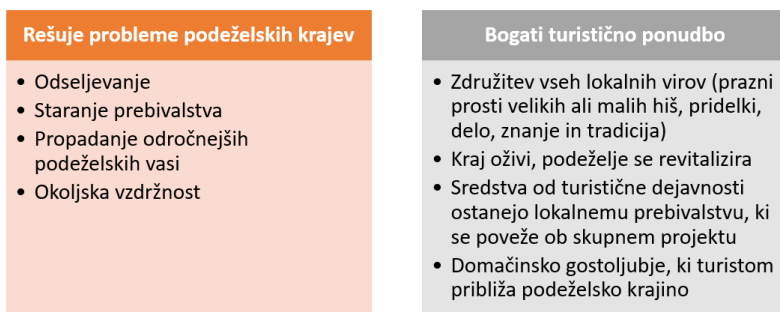 Rešuje probleme podeželskih krajev
• Odseljevanje
• Staranje prebivalstva
• Propadanje odročnejših
podeželskih vasi
• Okoljska vzdržnost
Bogati turistično ponudbo
• Združitev vseh lokalnih virov (prazni
prosti velikih ali malih hiš, pridelki,
delo, znanje in tradicija)
• Kraj oživi, podeželje se revitalizira
• Sredstva od turistične dejavnosti
ostanejo lokalnemu prebivalstvu, ki
se poveže ob skupnem projektu
• Domačinsko gostoljubje, ki turistom
približa podeželsko krajino